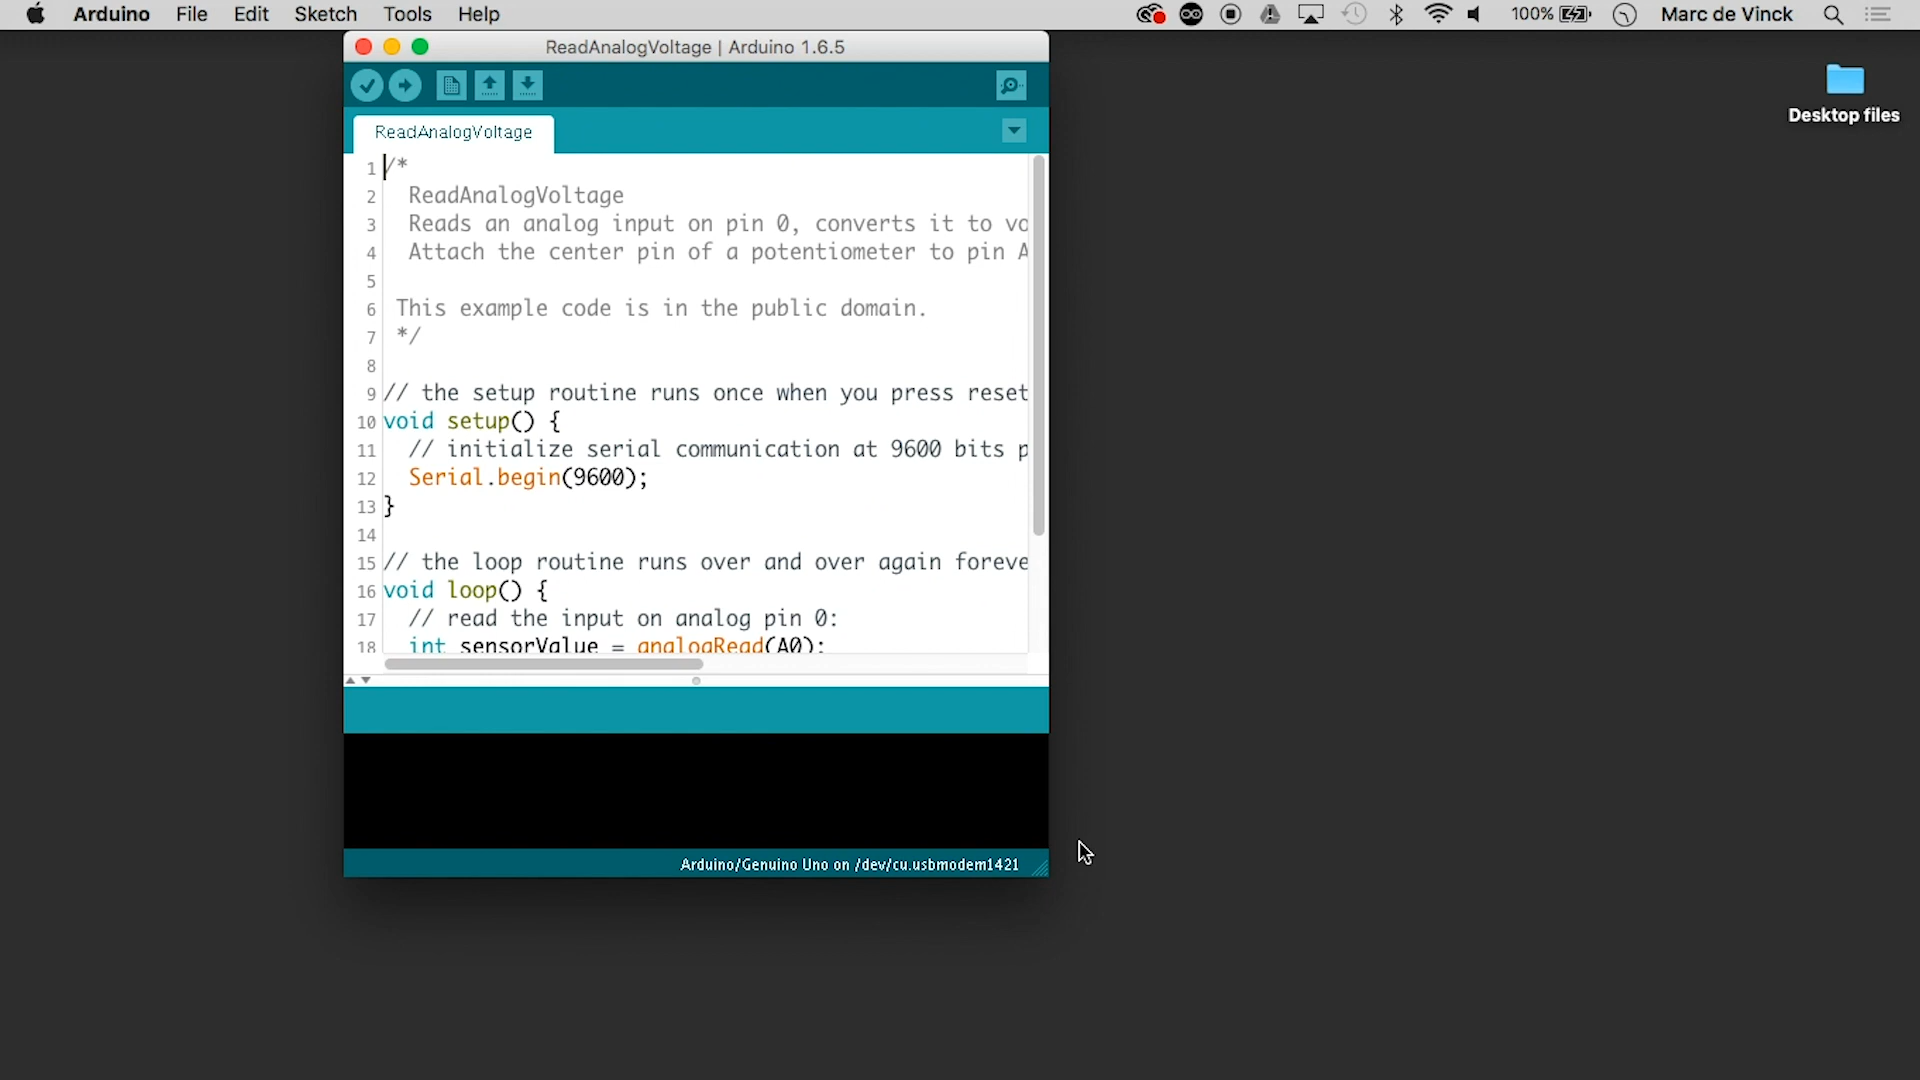 Arduino File Edit Sketch Tools Help 100% Marc de Vinck
ReadAnalogVoltage | Arduino 1.6.5
Desktop files
ReadAnalogVoltage
1 /*
2 ReadAnalogVoltage
3 Reads an analog input on pin 0, converts it to vo
4 Attach the center pin of a potentiometer to pin A
5
6 This example code is in the public domain.
7 */
8
9 // the setup routine runs once when you press reset
10 void setup() {
11 // initialize serial communication at 9600 bits p
12 Serial.begin(9600);
13 }
14
15 // the loop routine runs over and over again foreve
16 void loop() {
17 // read the input on analog pin 0:
18 int sensorValue = analogRead(A0);
Arduino/Genuino Uno on /dev/cu.usbmodem1421